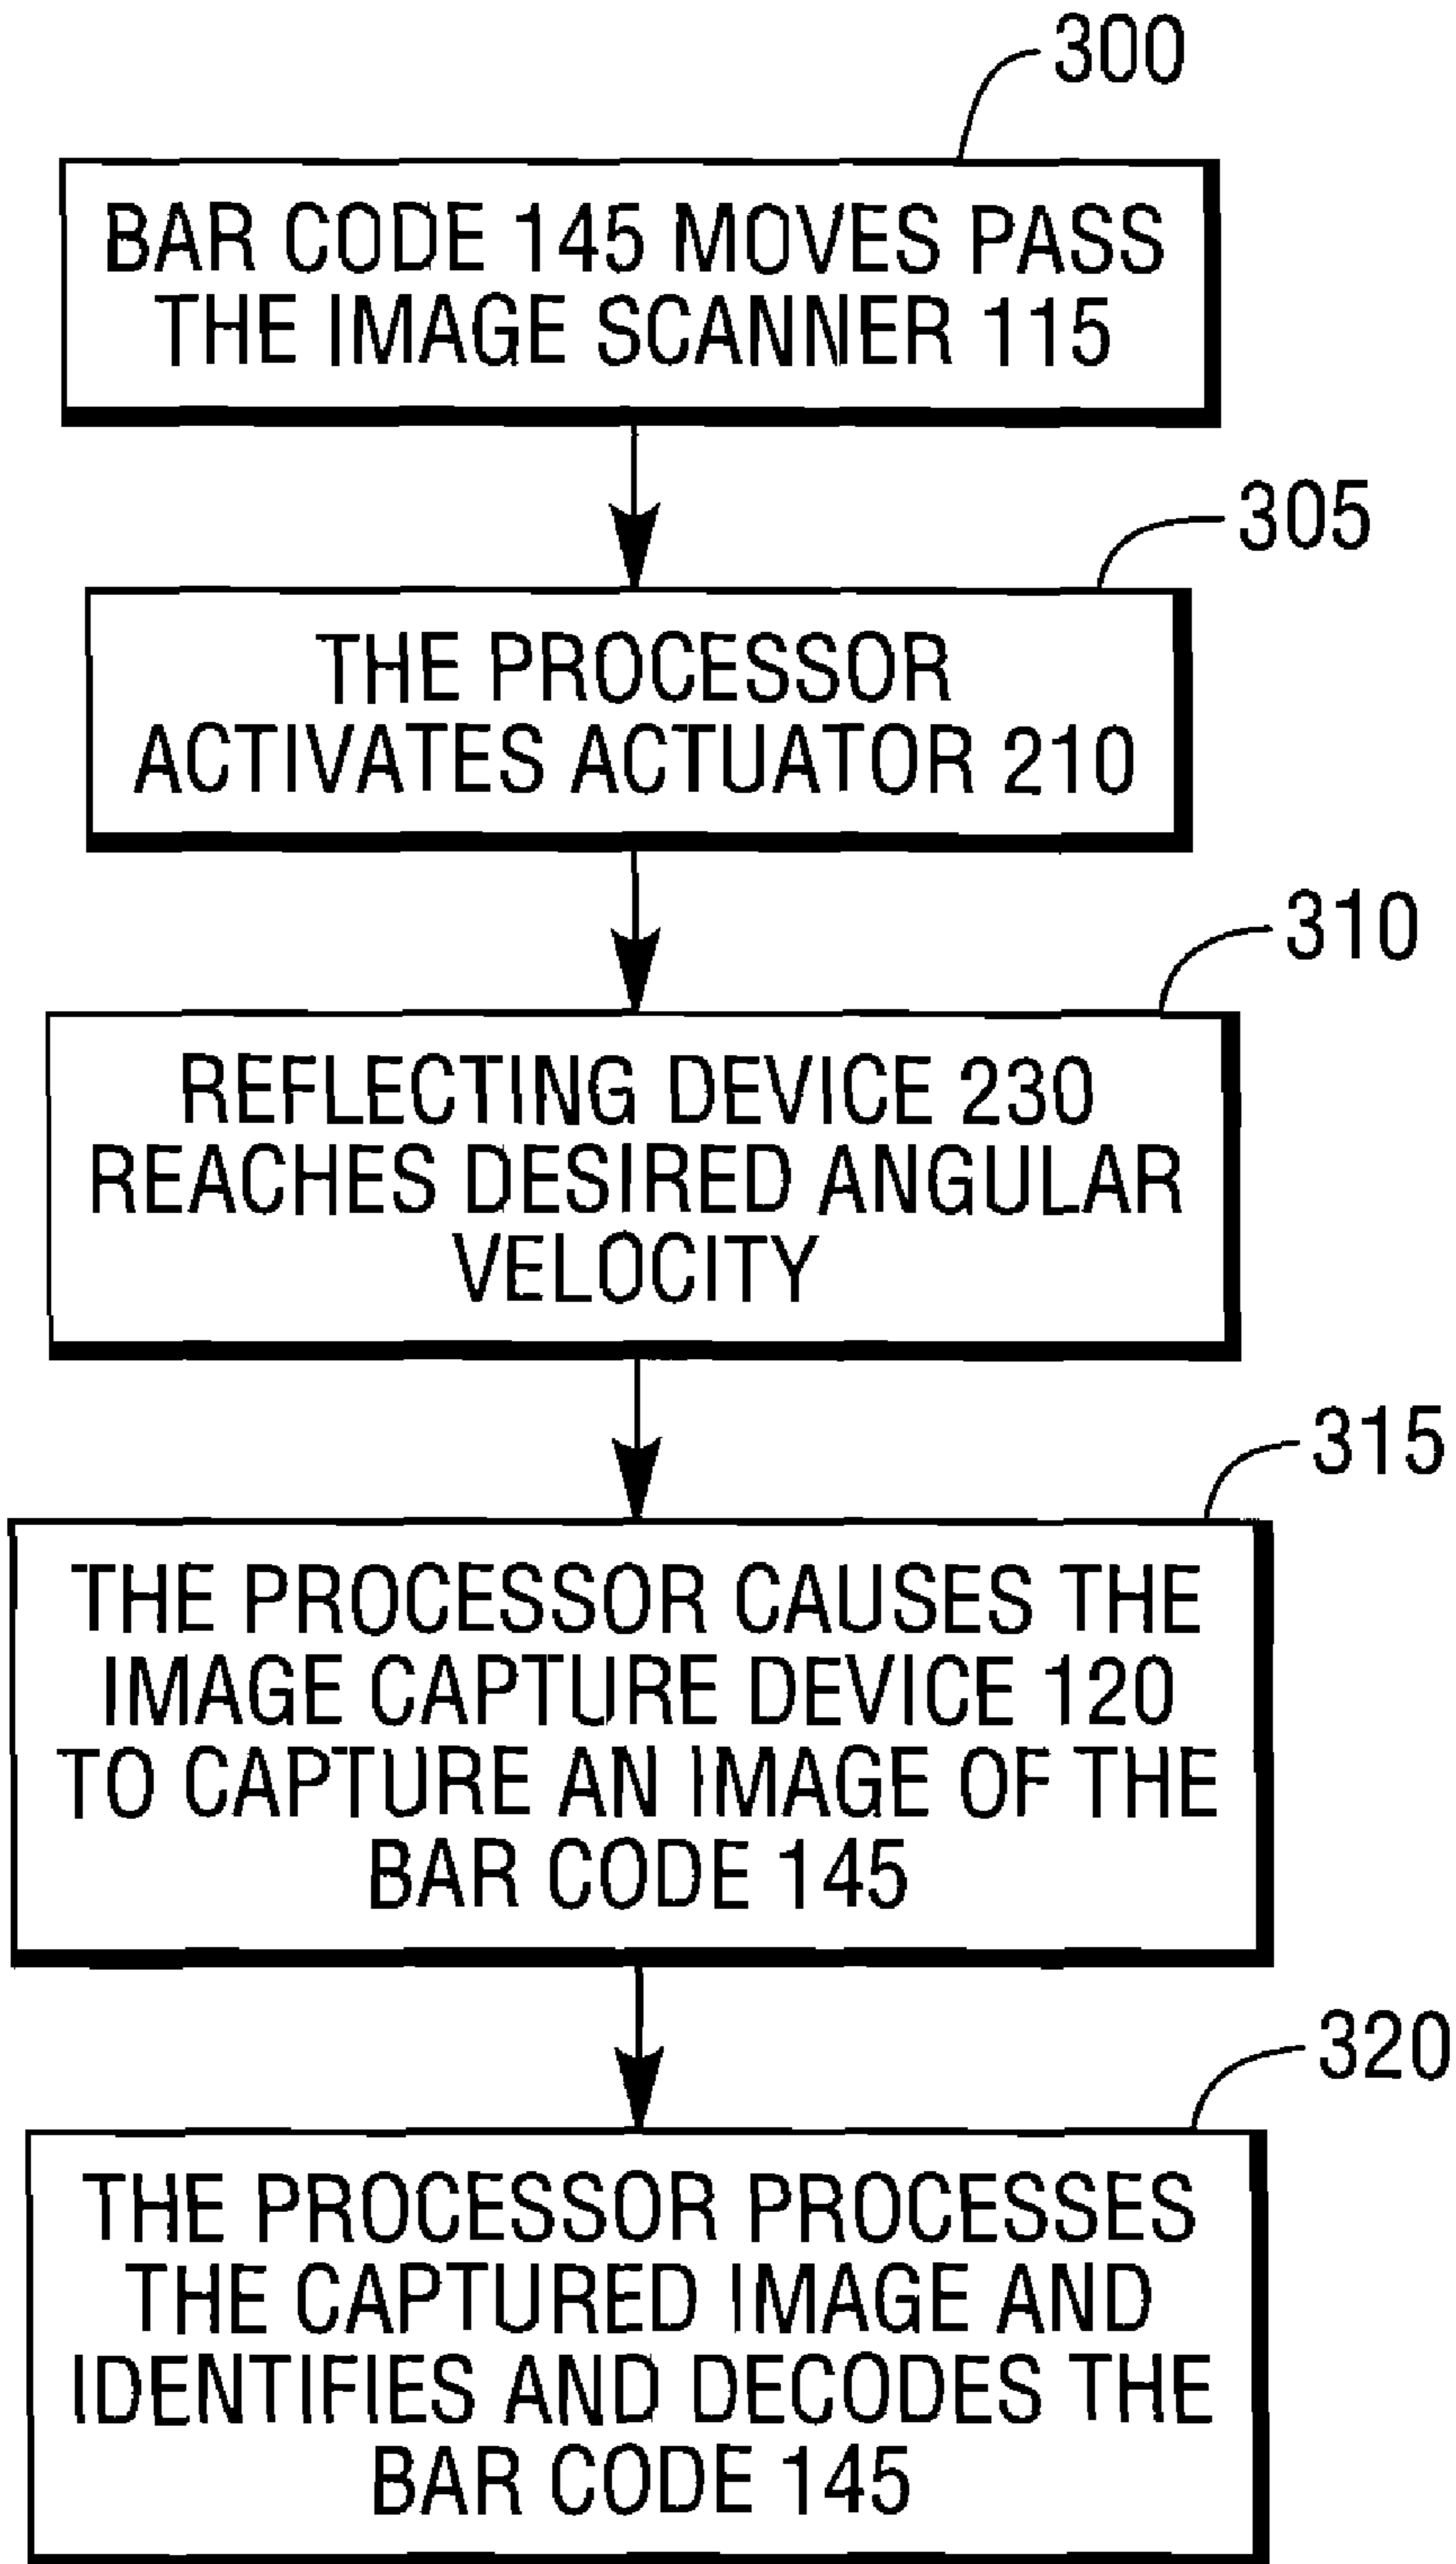 300
BAR CODE 145 MOVES PASS
THE IMAGE SCANNER 115
305
THE PROCESSOR
ACTIVATES ACTUATOR 210
310
REFLECTING DEVICE 230
REACHES DESIRED ANGULAR
VELOCITY
315
THE PROCESSOR CAUSES THE
IMAGE CAPTURE DEVICE 120
TO CAPTURE AN IMAGE OF THE
BAR CODE 145
320
THE PROCESSOR PROCESSES
THE CAPTURED IMAGE AND
IDENTIFIES AND DECODES THE
BAR CODE 145